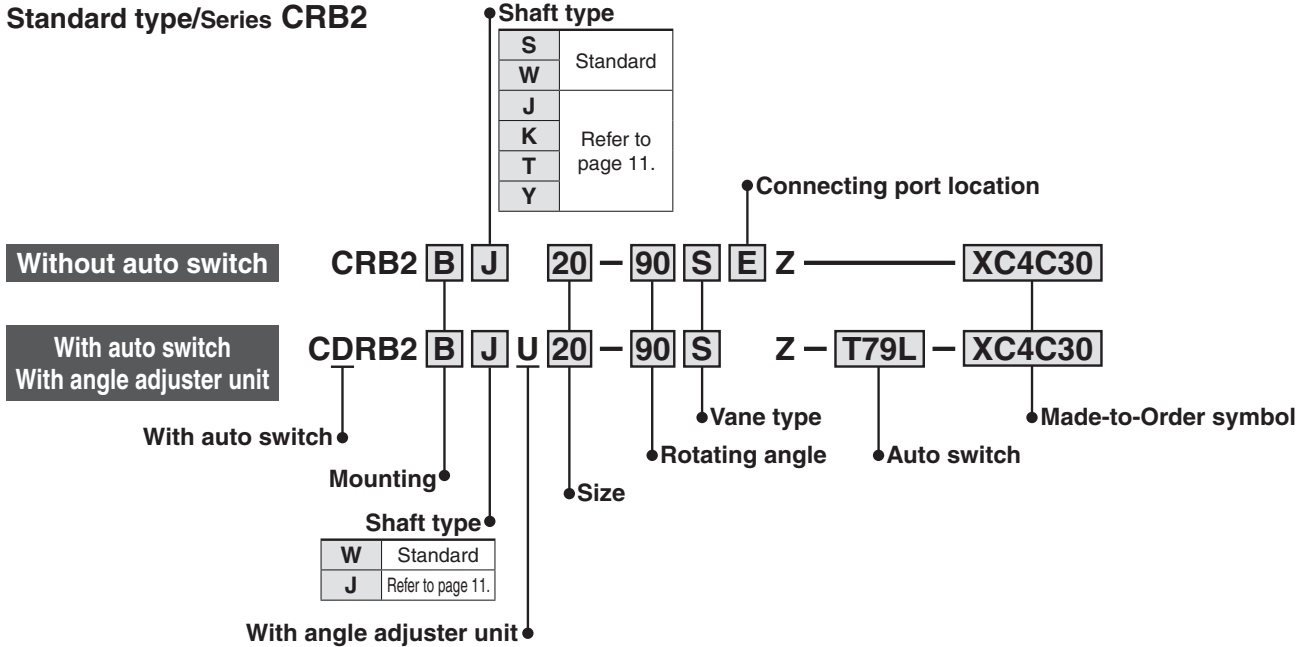 Standard type/Series CRB2
Shaft type
S
W
Standard
J
K
T
Y
Refer to
page 11.
Connecting port location
Without auto switch
CRB2 B J 20 – 90 S E Z — XC4C30
With auto switch
With angle adjuster unit
CDRB2 B J U 20 – 90 S Z – T79L – XC4C30
With auto switch
Mounting
Shaft type
W Standard
J Refer to page 11.
With angle adjuster unit
Size
Rotating angle
Vane type
Auto switch
Made-to-Order symbol